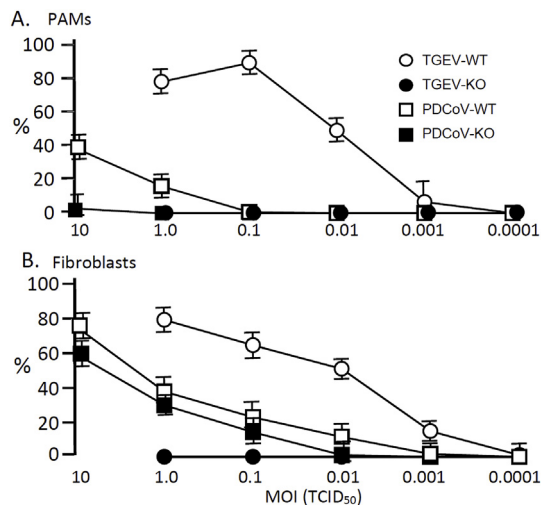 A. PAMs
100
80
60
%
40
20
0
10 1.0 0.1 0.01 0.001 0.0001
TGEV-WT
TGEV-KO
PDCoV-WT
PDCoV-KO
B. Fibroblasts
100
80
60
%
40
20
0
10 1.0 0.1 0.01 0.001 0.0001
MOI (TCID₅₀)